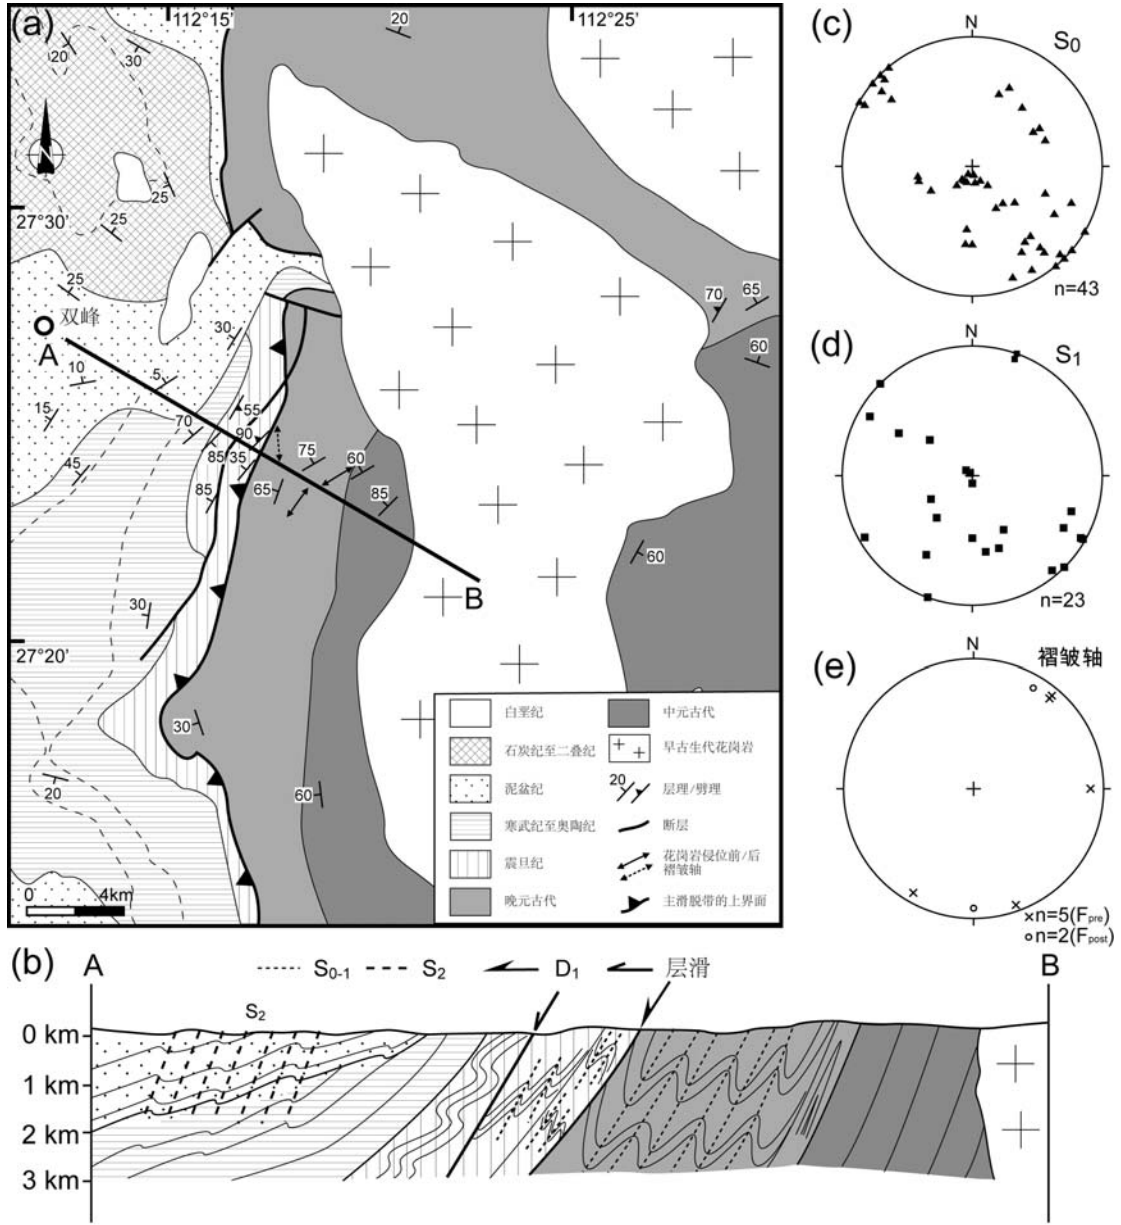 (a)
112°15'
112°25'
20
20
30
25
25
27°30'
25
双峰
A
30
10
5
15
55
70
90
85
35
45
85
65
75
60
85
70
65
60
60
B
30
27°20'
30
20
60
0
4km
白垩纪
中元古代
石炭纪至二叠纪
早古生代花岗岩
泥盆纪
20
层理/劈理
寒武纪至奥陶纪
断层
震旦纪
花岗岩侵位前/后
褶皱轴
晚元古代
主滑脱带的上界面
(c)
N
S0
n=43
(d)
N
S1
n=23
(e)
N
褶皱轴
×n=5(Fpre)
○n=2(Fpost)
(b)
A
S0-1
S2
D1
层滑
B
S2
0 km
1 km
2 km
3 km